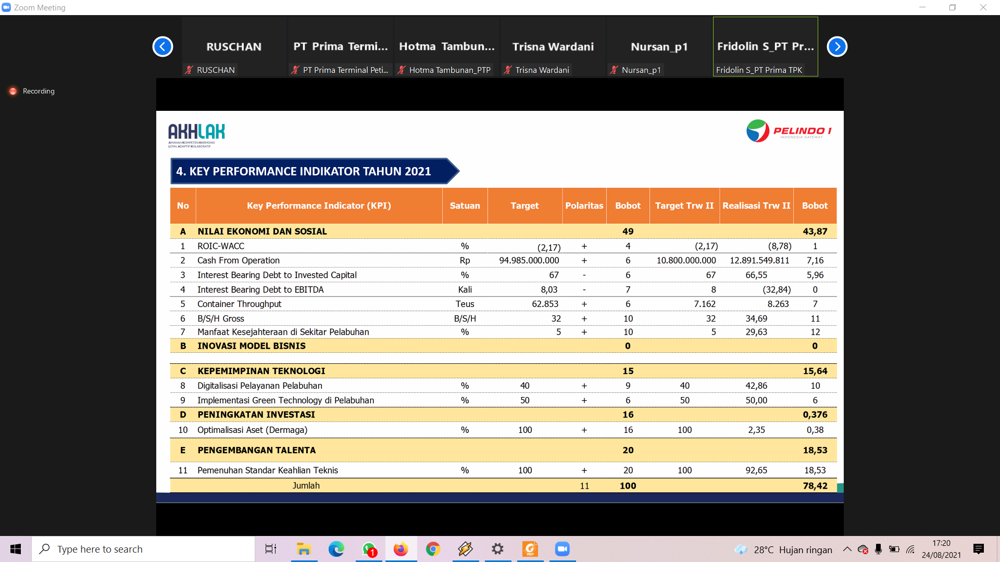 Zoom Meeting
RUSCHAN
PT Prima Termi...
Hotma Tambun...
Trisna Wardani
Nursan_p1
Fridolin S_PT Pr...
RUSCHAN
PT Prima Terminal Peti...
Hotma Tambunan_PTP
Trisna Wardani
Nursan_p1
Fridolin S_PT Prima TPK
Recording
AKHLAK
AMANAH KOMPETEN HARMONIS
LOYAL ADAPTIF KOLABORATIF
PELINDO 1
INDONESIA GATEWAY
4. KEY PERFORMANCE INDIKATOR TAHUN 2021
No Key Performance Indicator (KPI) Satuan Target Polaritas Bobot Target Trw II Realisasi Trw II Bobot
A NILAI EKONOMI DAN SOSIAL 49 43,87
1 ROIC-WACC % (2,17) + 4 (2,17) (8,78) 1
2 Cash From Operation Rp 94.985.000.000 + 6 10.800.000.000 12.891.549.811 7,16
3 Interest Bearing Debt to Invested Capital % 67 - 6 67 66,55 5,96
4 Interest Bearing Debt to EBITDA Kali 8,03 - 7 8 (32,84) 0
5 Container Throughput Teus 62.853 + 6 7.162 8.263 7
6 B/S/H Gross B/S/H 32 + 10 32 34,69 11
7 Manfaat Kesejahteraan di Sekitar Pelabuhan % 5 + 10 5 29,63 12
B INOVASI MODEL BISNIS 0 0
C KEPEMIMPINAN TEKNOLOGI 15 15,64
8 Digitalisasi Pelayanan Pelabuhan % 40 + 9 40 42,86 10
9 Implementasi Green Technology di Pelabuhan % 50 + 6 50 50,00 6
D PENINGKATAN INVESTASI 16 0,376
10 Optimalisasi Aset (Dermaga) % 100 + 16 100 2,35 0,38
E PENGEMBANGAN TALENTA 20 18,53
11 Pemenuhan Standar Keahlian Teknis % 100 + 20 100 92,65 18,53
Jumlah 11 100 78,42
Type here to search
1
PDF
28°C Hujan ringan
17:20
24/08/2021